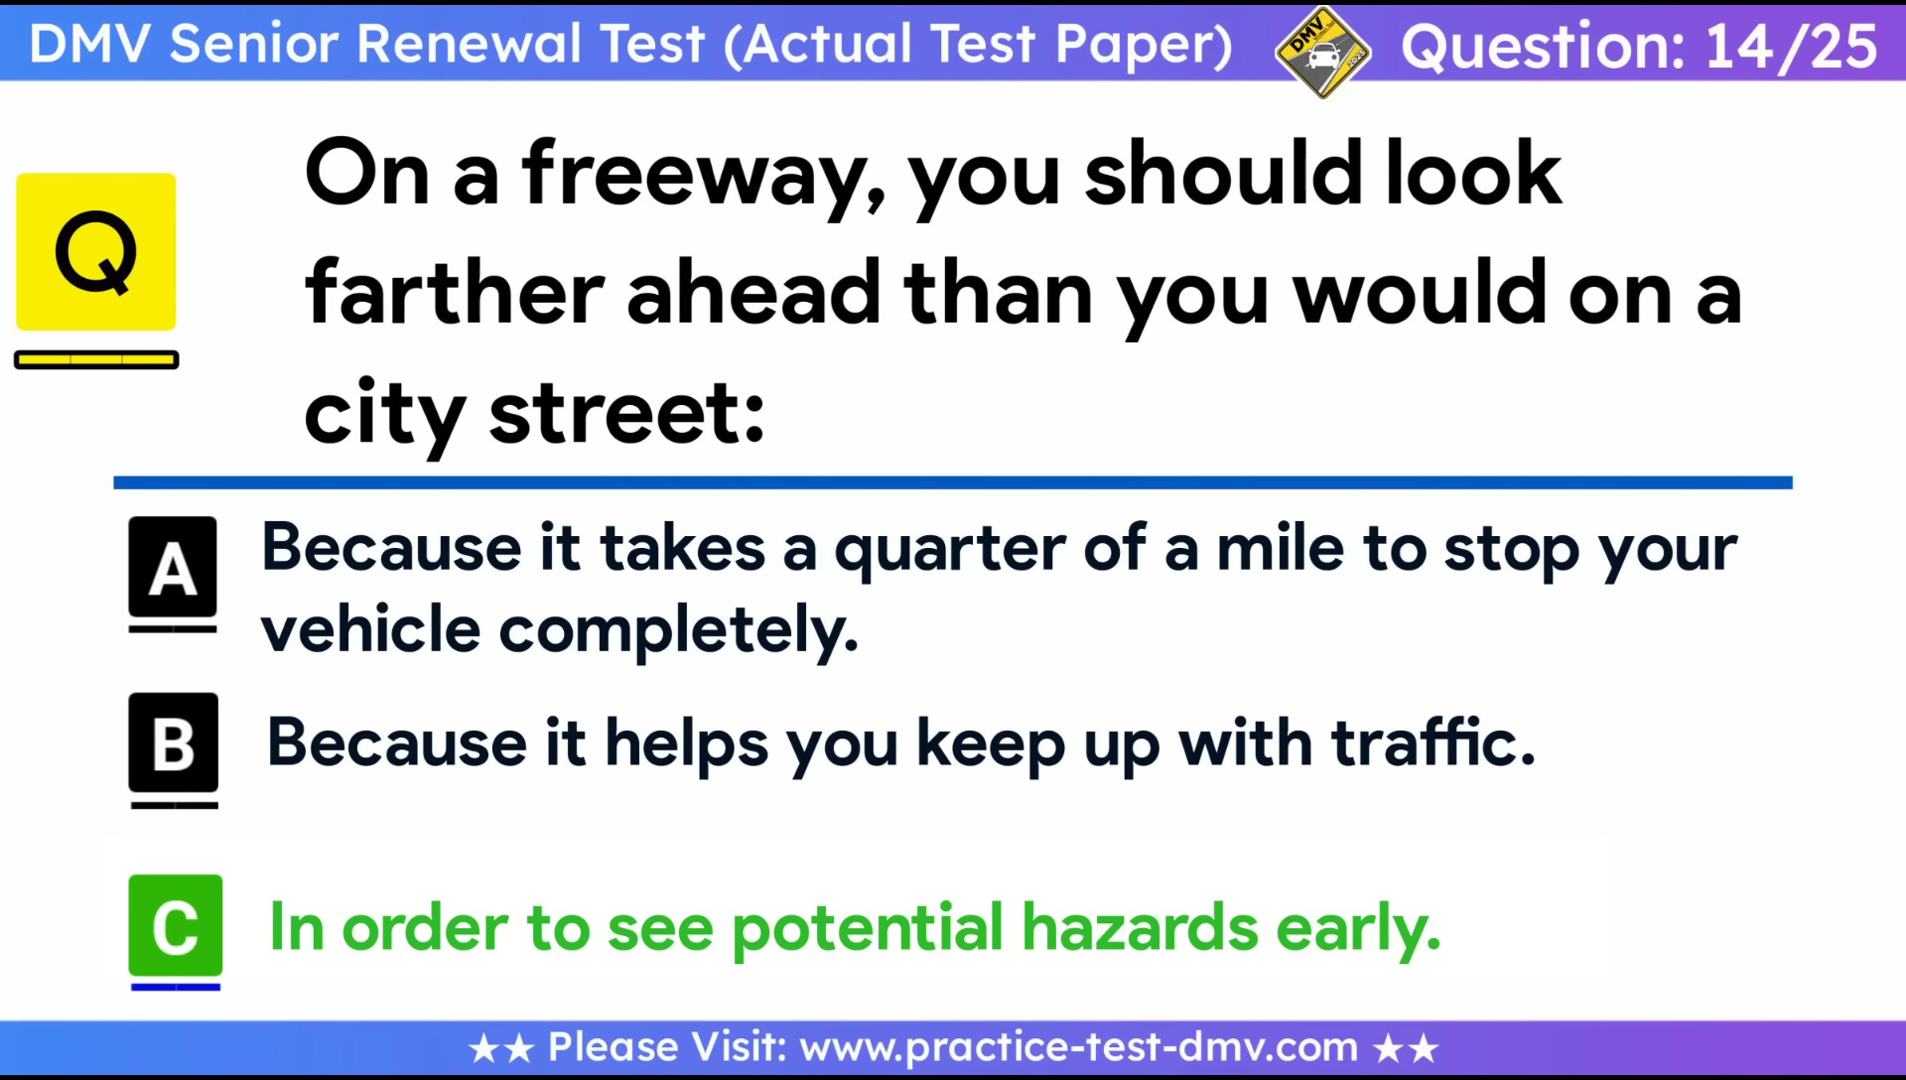 DMV Senior Renewal Test (Actual Test Paper)
DMV
2023
Question: 14/25
Q
On a freeway, you should look
farther ahead than you would on a
city street:
A
Because it takes a quarter of a mile to stop your
vehicle completely.
B
Because it helps you keep up with traffic.
C
In order to see potential hazards early.
★★ Please Visit: www.practice-test-dmv.com ★★